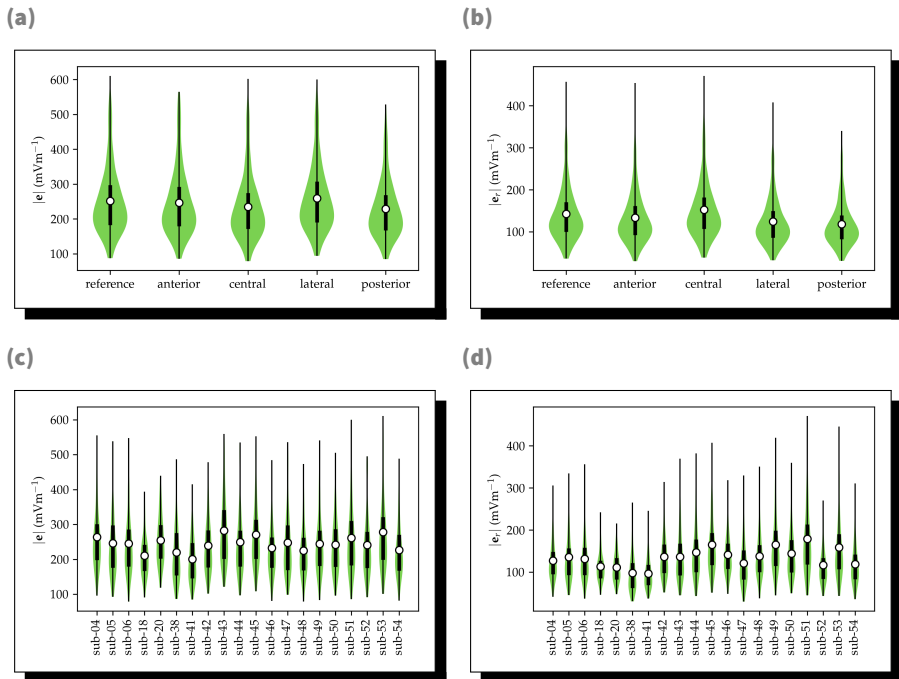 (a)
(b)
|e| (mVm−1)
600
500
400
300
200
100
reference anterior central lateral posterior
|er| (mVm−1)
400
300
200
100
reference anterior central lateral posterior
(c)
(d)
|e| (mVm−1)
600
500
400
300
200
100
sub-04 sub-05 sub-06 sub-18 sub-20 sub-38 sub-41 sub-42 sub-43 sub-44 sub-45 sub-46 sub-47 sub-48 sub-49 sub-50 sub-51 sub-52 sub-53 sub-54
|er| (mVm−1)
400
300
200
100
sub-04 sub-05 sub-06 sub-18 sub-20 sub-38 sub-41 sub-42 sub-43 sub-44 sub-45 sub-46 sub-47 sub-48 sub-49 sub-50 sub-51 sub-52 sub-53 sub-54